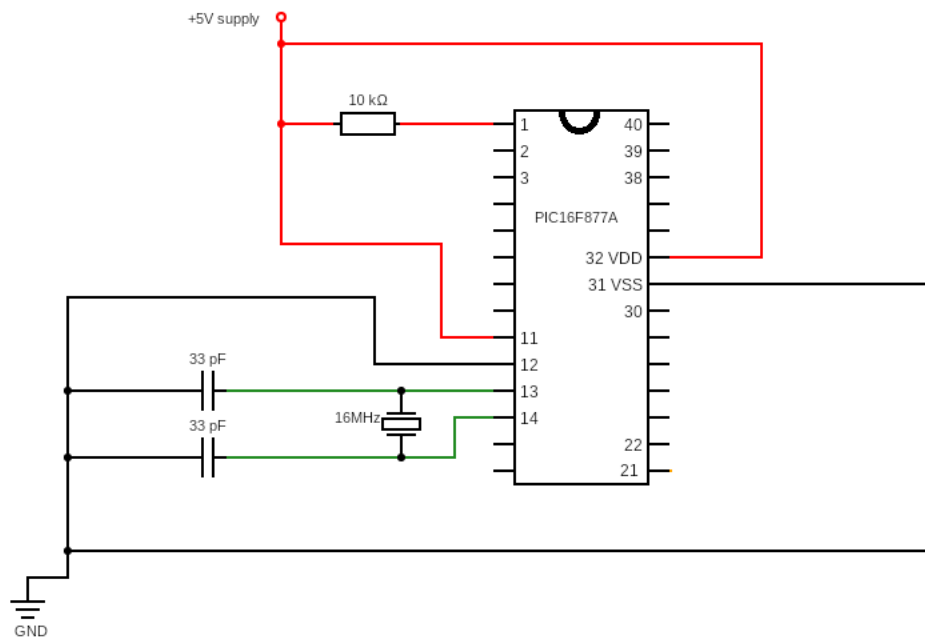 +5V supply
10 kΩ
1
40
2
39
3
38
PIC16F877A
32 VDD
31 VSS
30
11
12
33 pF
13
16MHz
14
33 pF
22
21
GND